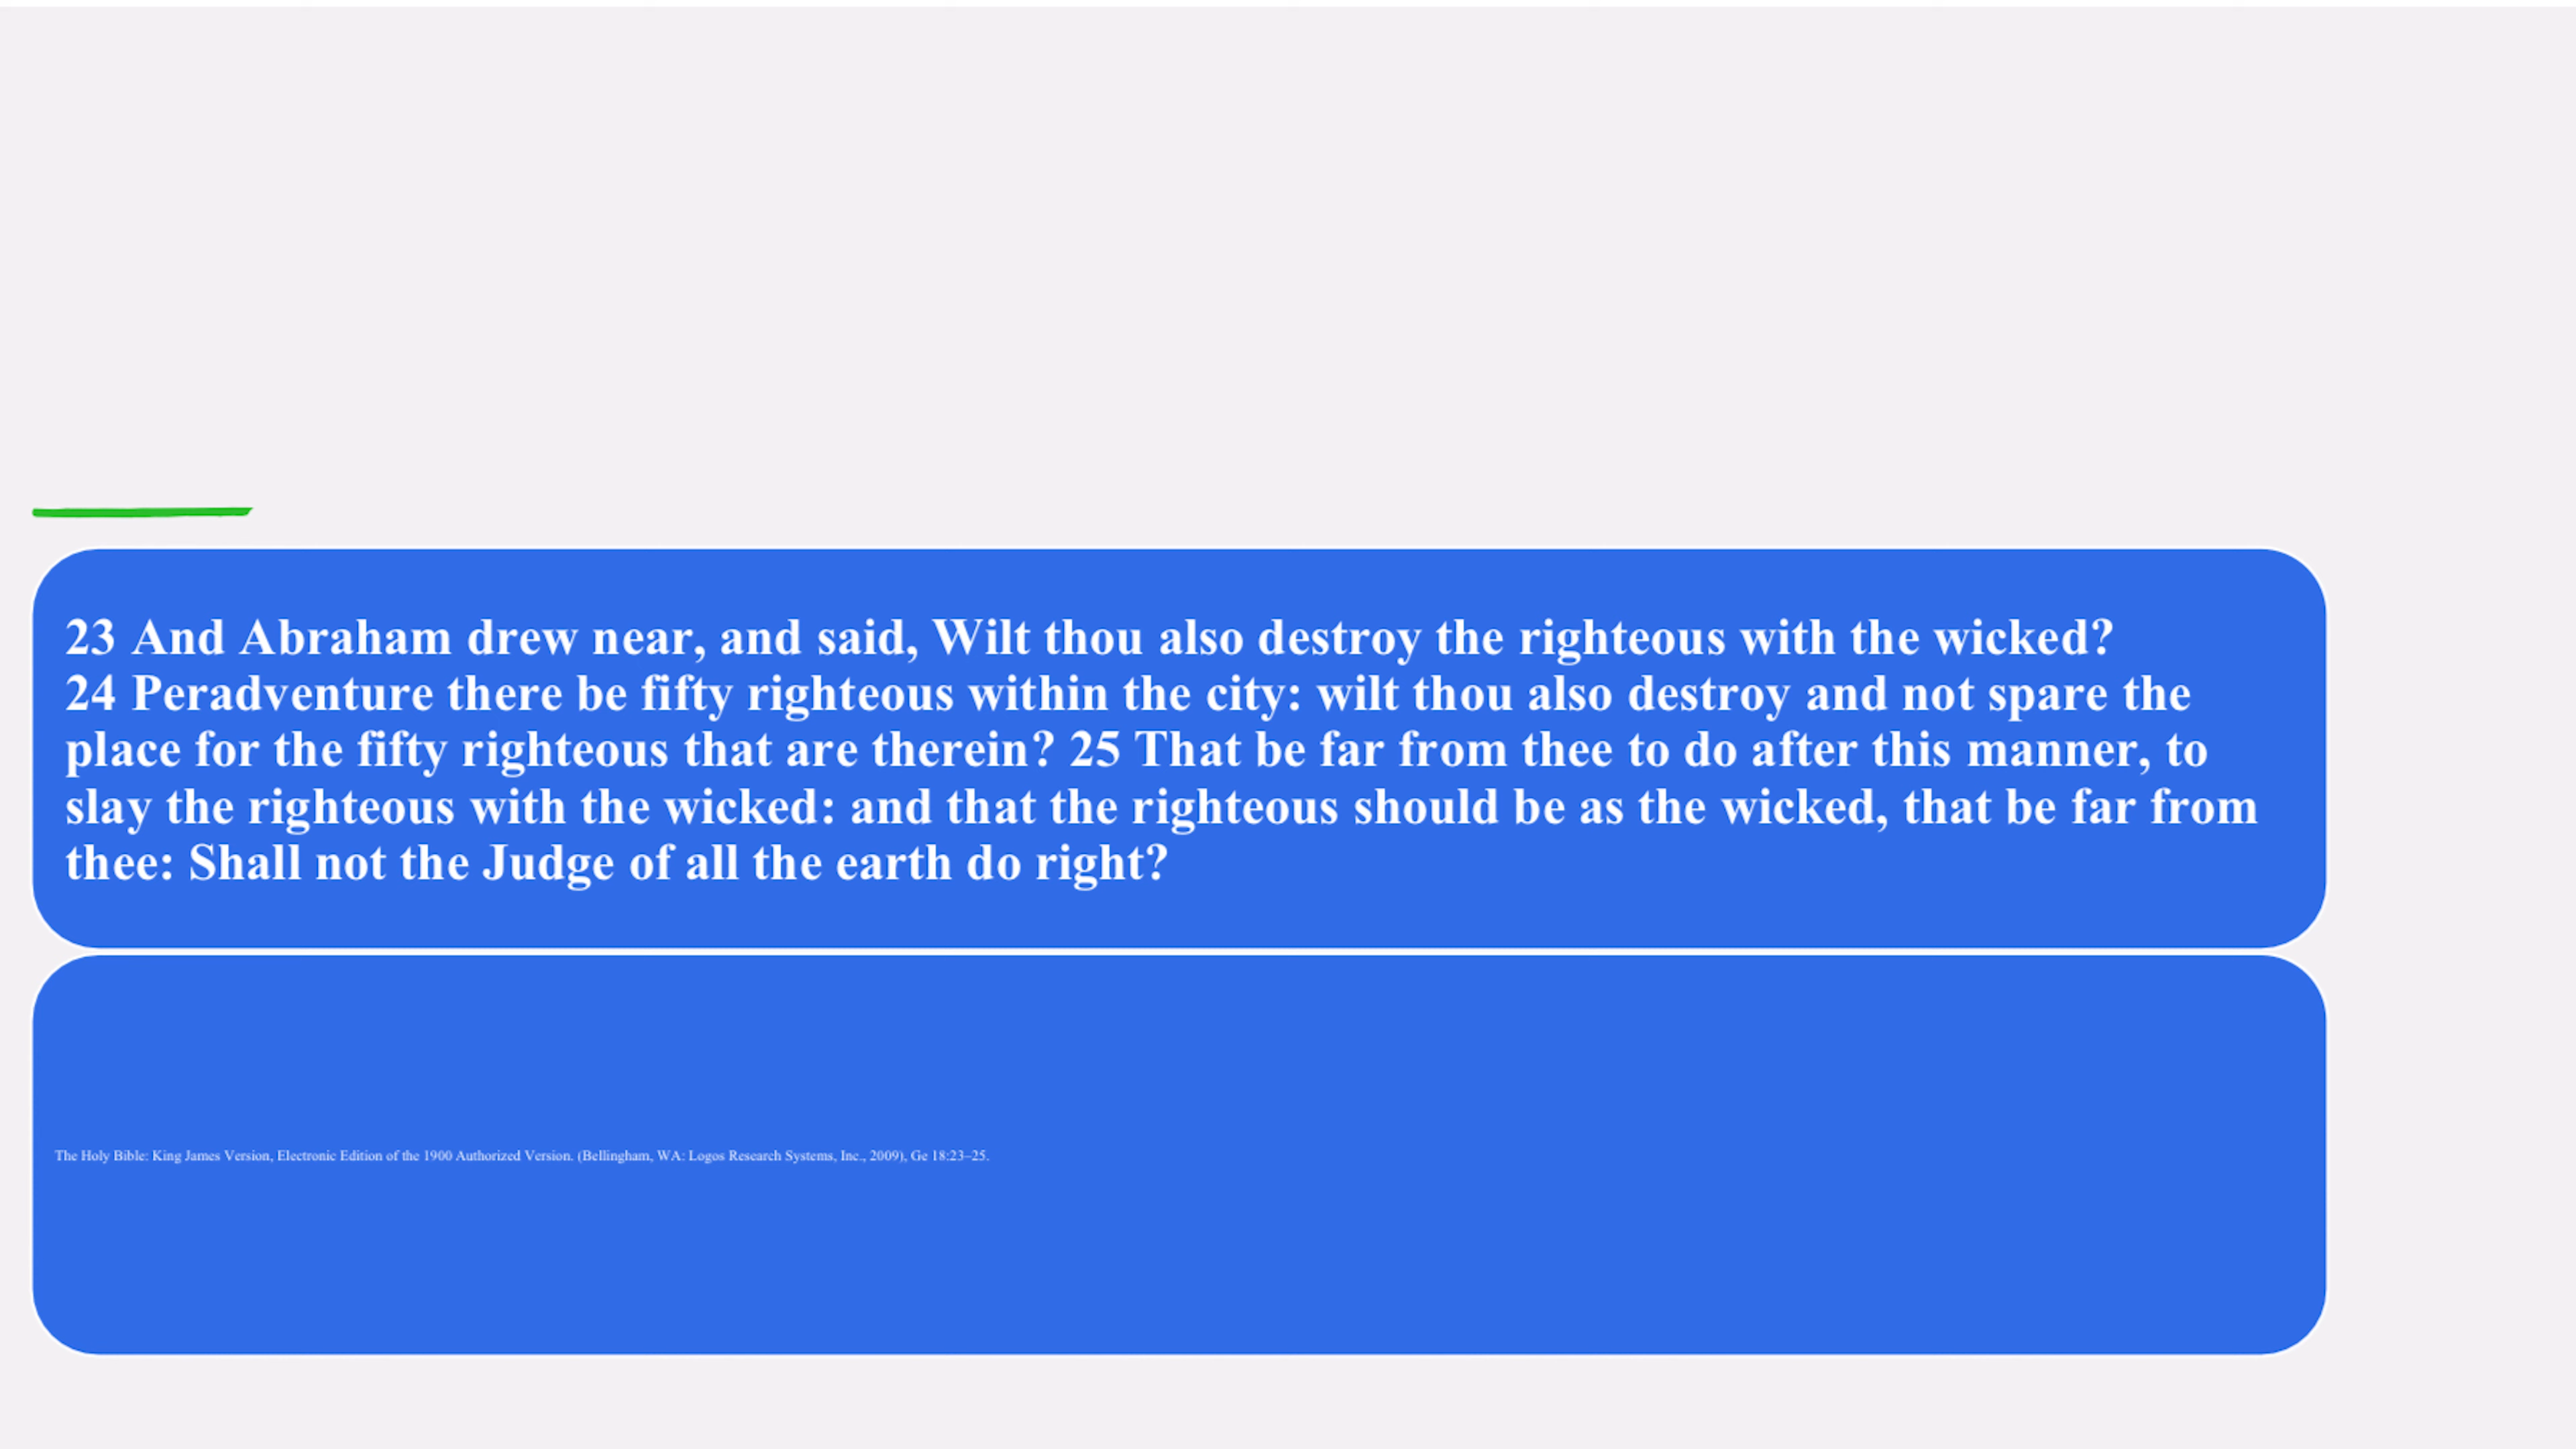 23 And Abraham drew near, and said, Wilt thou also destroy the righteous with the wicked?
24 Peradventure there be fifty righteous within the city: wilt thou also destroy and not spare the
place for the fifty righteous that are therein? 25 That be far from thee to do after this manner, to
slay the righteous with the wicked: and that the righteous should be as the wicked, that be far from
thee: Shall not the Judge of all the earth do right?
The Holy Bible: King James Version, Electronic Edition of the 1900 Authorized Version. (Bellingham, WA: Logos Research Systems, Inc., 2009), Ge 18:23–25.